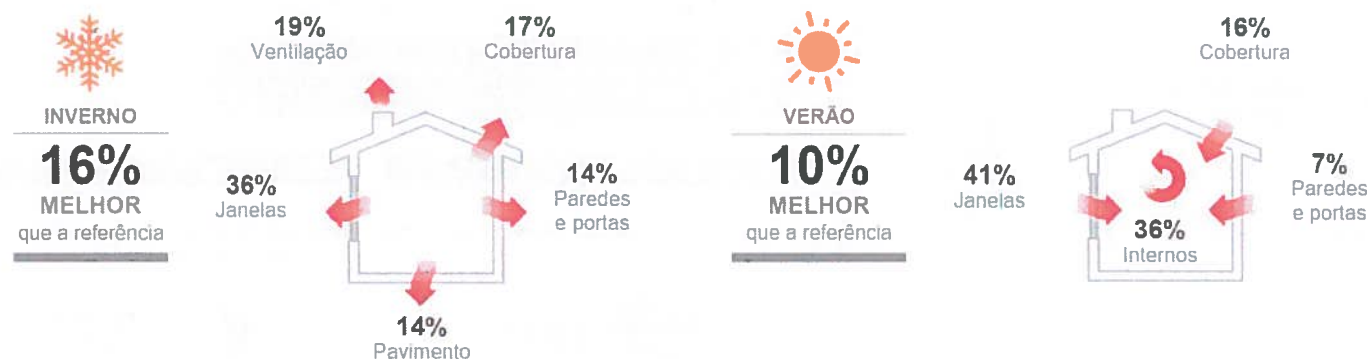 INVERNO
16%
MELHOR
que a referência
19%
Ventilação
17%
Cobertura
36%
Janelas
14%
Paredes
e portas
14%
Pavimento
VERÃO
10%
MELHOR
que a referência
16%
Cobertura
41%
Janelas
7%
Paredes
e portas
36%
Internos